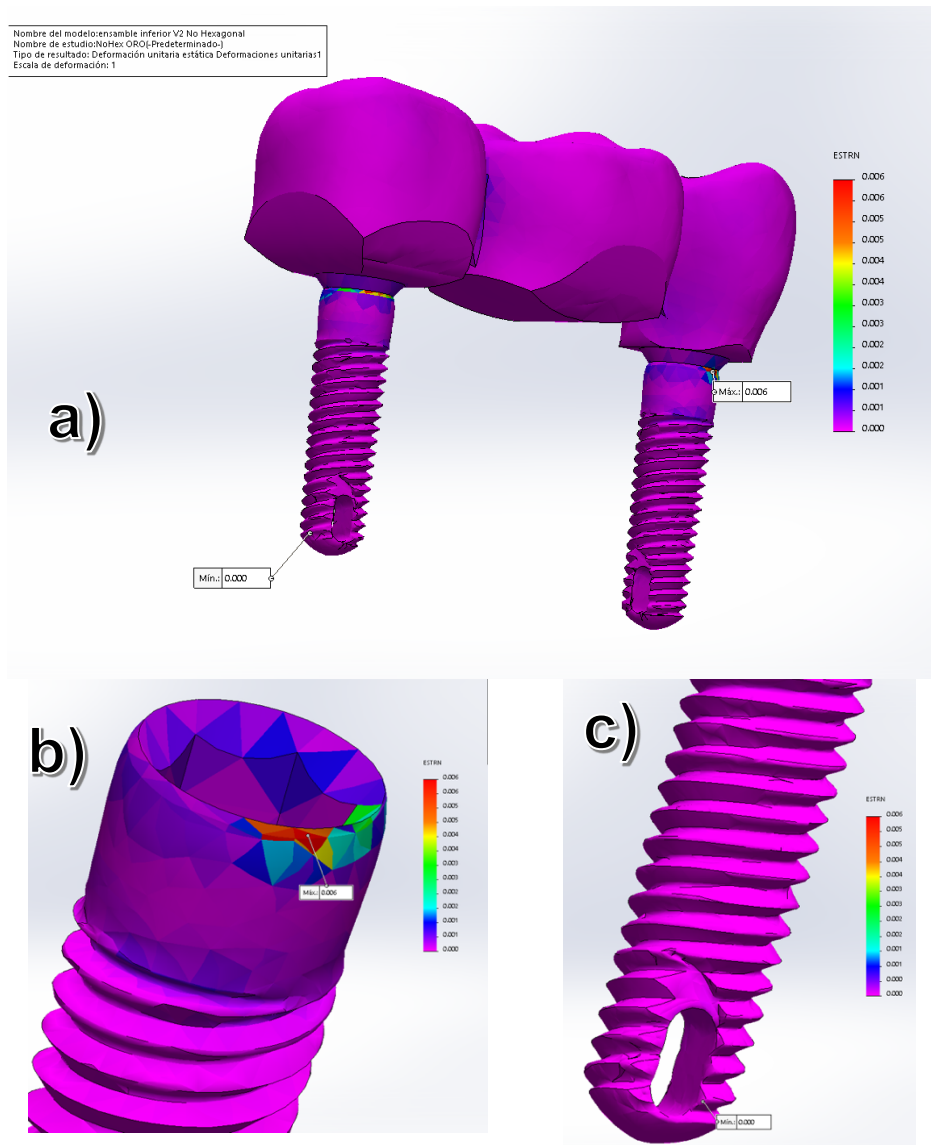 Nombre del modelo:ensamble inferior V2 No Hexagonal
Nombre de estudio:NoHex ORO(-Predeterminado-)
Tipo de resultado: Deformación unitaria estática Deformaciones unitarias1
Escala de deformación: 1
ESTRN
0.006
0.006
0.005
0.005
0.004
0.004
0.003
0.003
0.002
0.002
0.001
0.001
0.000
Máx.: 0.006
a)
Mín.: 0.000
b)
ESTRN
0.006
0.006
0.005
0.005
0.004
0.004
0.003
0.003
0.002
0.002
0.001
0.001
0.000
Máx.: 0.006
c)
ESTRN
0.006
0.005
0.005
0.004
0.004
0.003
0.003
0.002
0.002
0.001
0.001
0.000
0.000
Mín.: 0.000